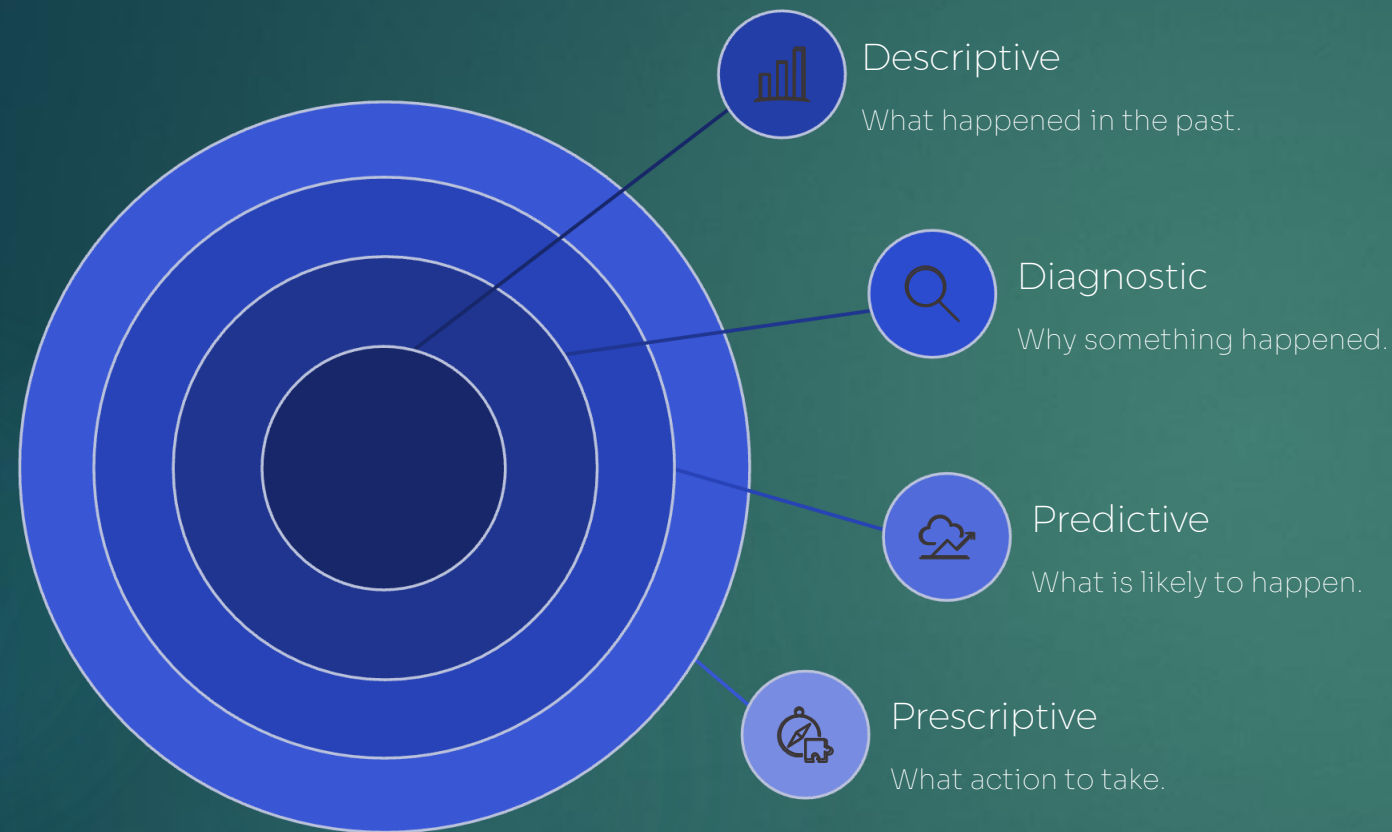 Descriptive
What happened in the past.
Diagnostic
Why something happened.
Predictive
What is likely to happen.
Prescriptive
What action to take.